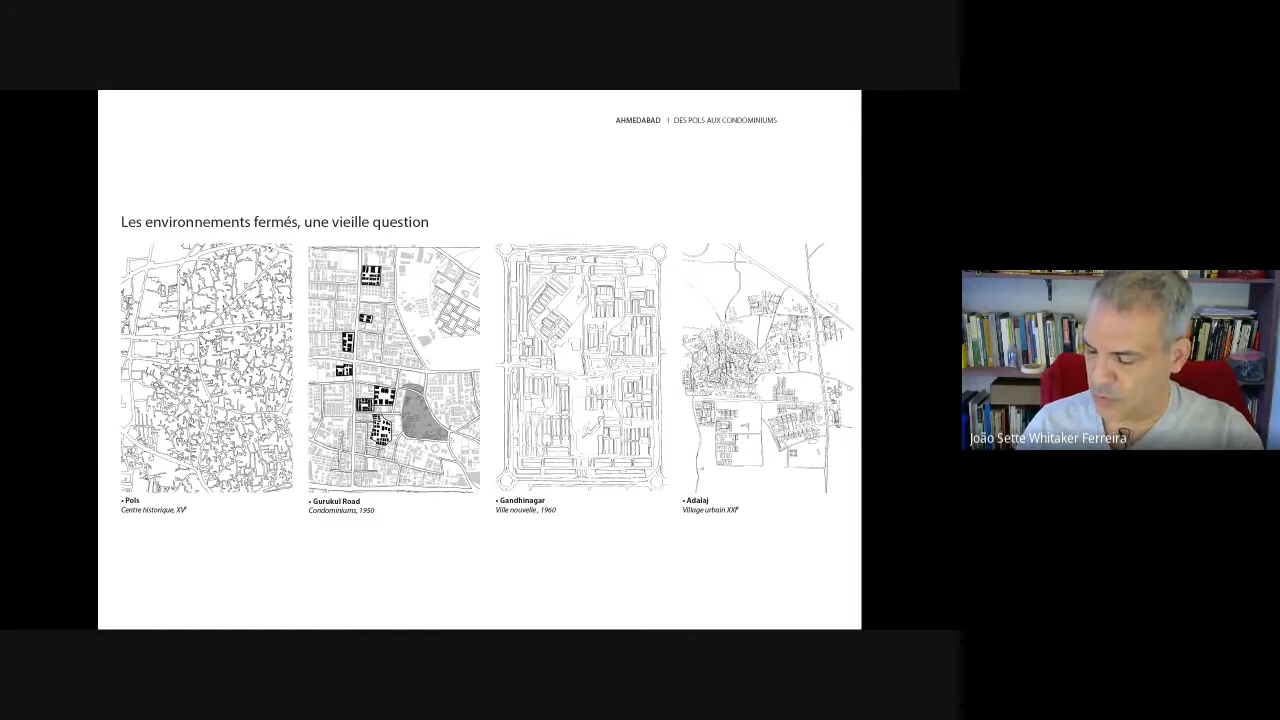 AHMEDABAD | DES POLS AUX CONDOMINIUMS
Les environnements fermés, une vieille question
• Pols
Centre historique, XVᵉ
• Gurukul Road
Condominiums, 1950
• Gandhinagar
Ville nouvelle , 1960
• Adalaj
Village urbain XXIᵉ
João Sette Whitaker Ferreira